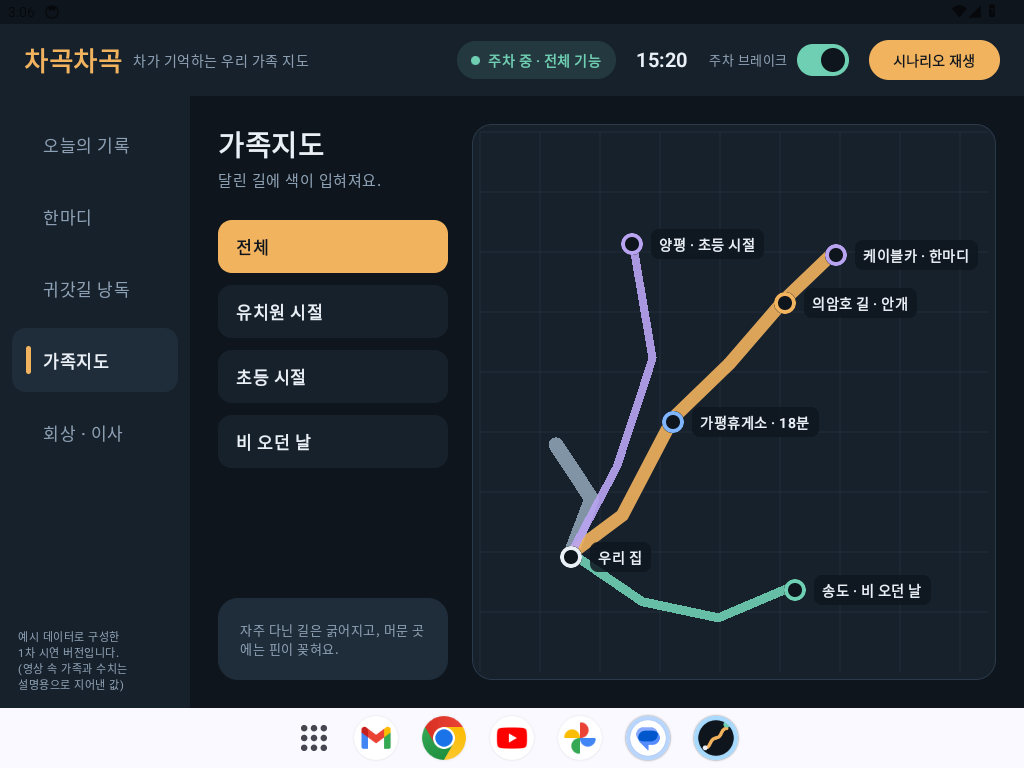 3:06
차곡차곡
차가 기억하는 우리 가족 지도
주차 중 · 전체 기능
15:20
주차 브레이크
시나리오 재생
오늘의 기록
한마디
귀갓길 낭독
가족지도
회상 · 이사
예시 데이터로 구성한
1차 시연 버전입니다.
(영상 속 가족과 수치는
설명용으로 지어낸 값)
가족지도
달린 길에 색이 입혀져요.
전체
유치원 시절
초등 시절
비 오던 날
자주 다닌 길은 굵어지고, 머문 곳
에는 핀이 꽂혀요.
양평 · 초등 시절
케이블카 · 한마디
의암호 길 · 안개
가평휴게소 · 18분
우리 집
송도 · 비 오던 날